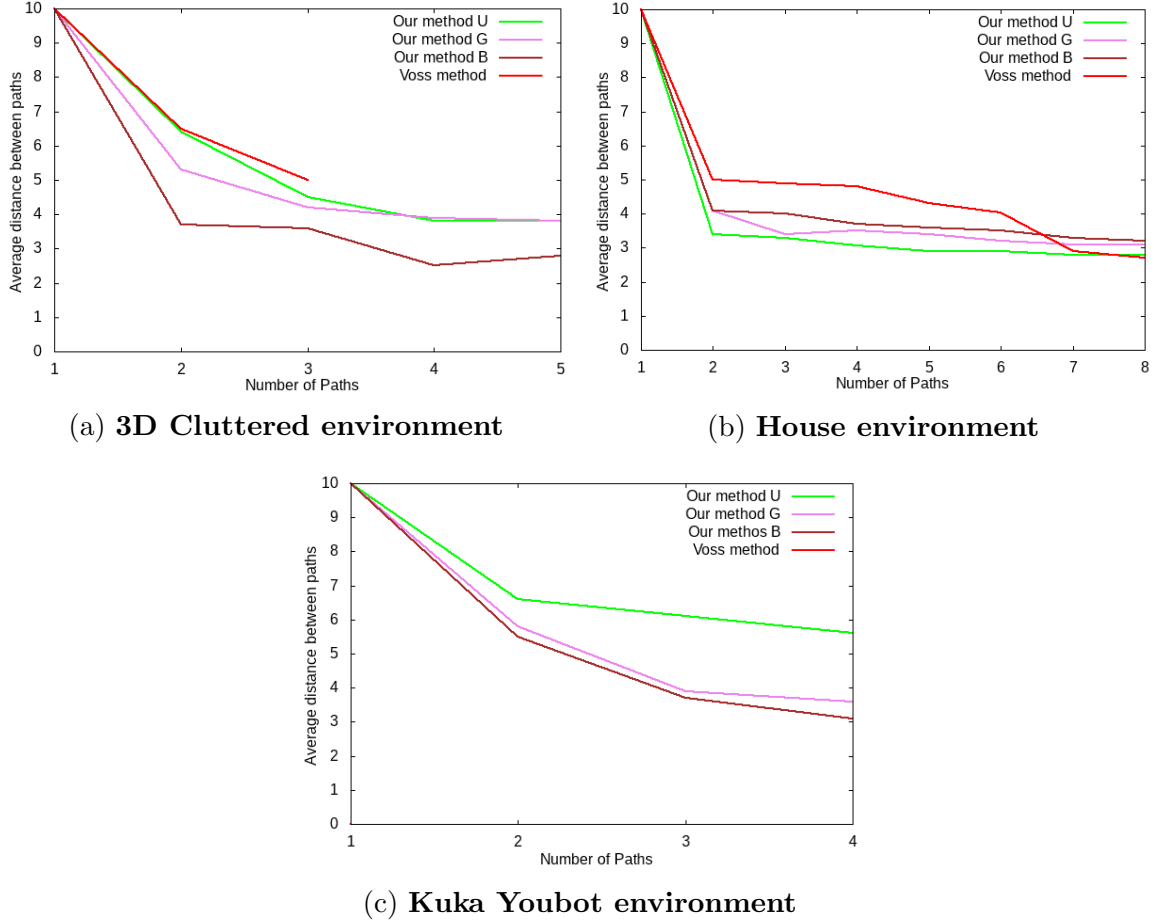 Average distance between paths
10
9
8
7
6
5
4
3
2
1
0
Our method U
Our method G
Our method B
Voss method
1 2 3 4 5
Number of Paths
(a) 3D Cluttered environment
Average distance between paths
10
9
8
7
6
5
4
3
2
1
0
Our method U
Our method G
Our method B
Voss method
1 2 3 4 5 6 7 8
Number of Paths
(b) House environment
Average distance between paths
10
9
8
7
6
5
4
3
2
1
0
Our method U
Our method G
Our methos B
Voss method
1 2 3 4
Number of Paths
(c) Kuka Youbot environment